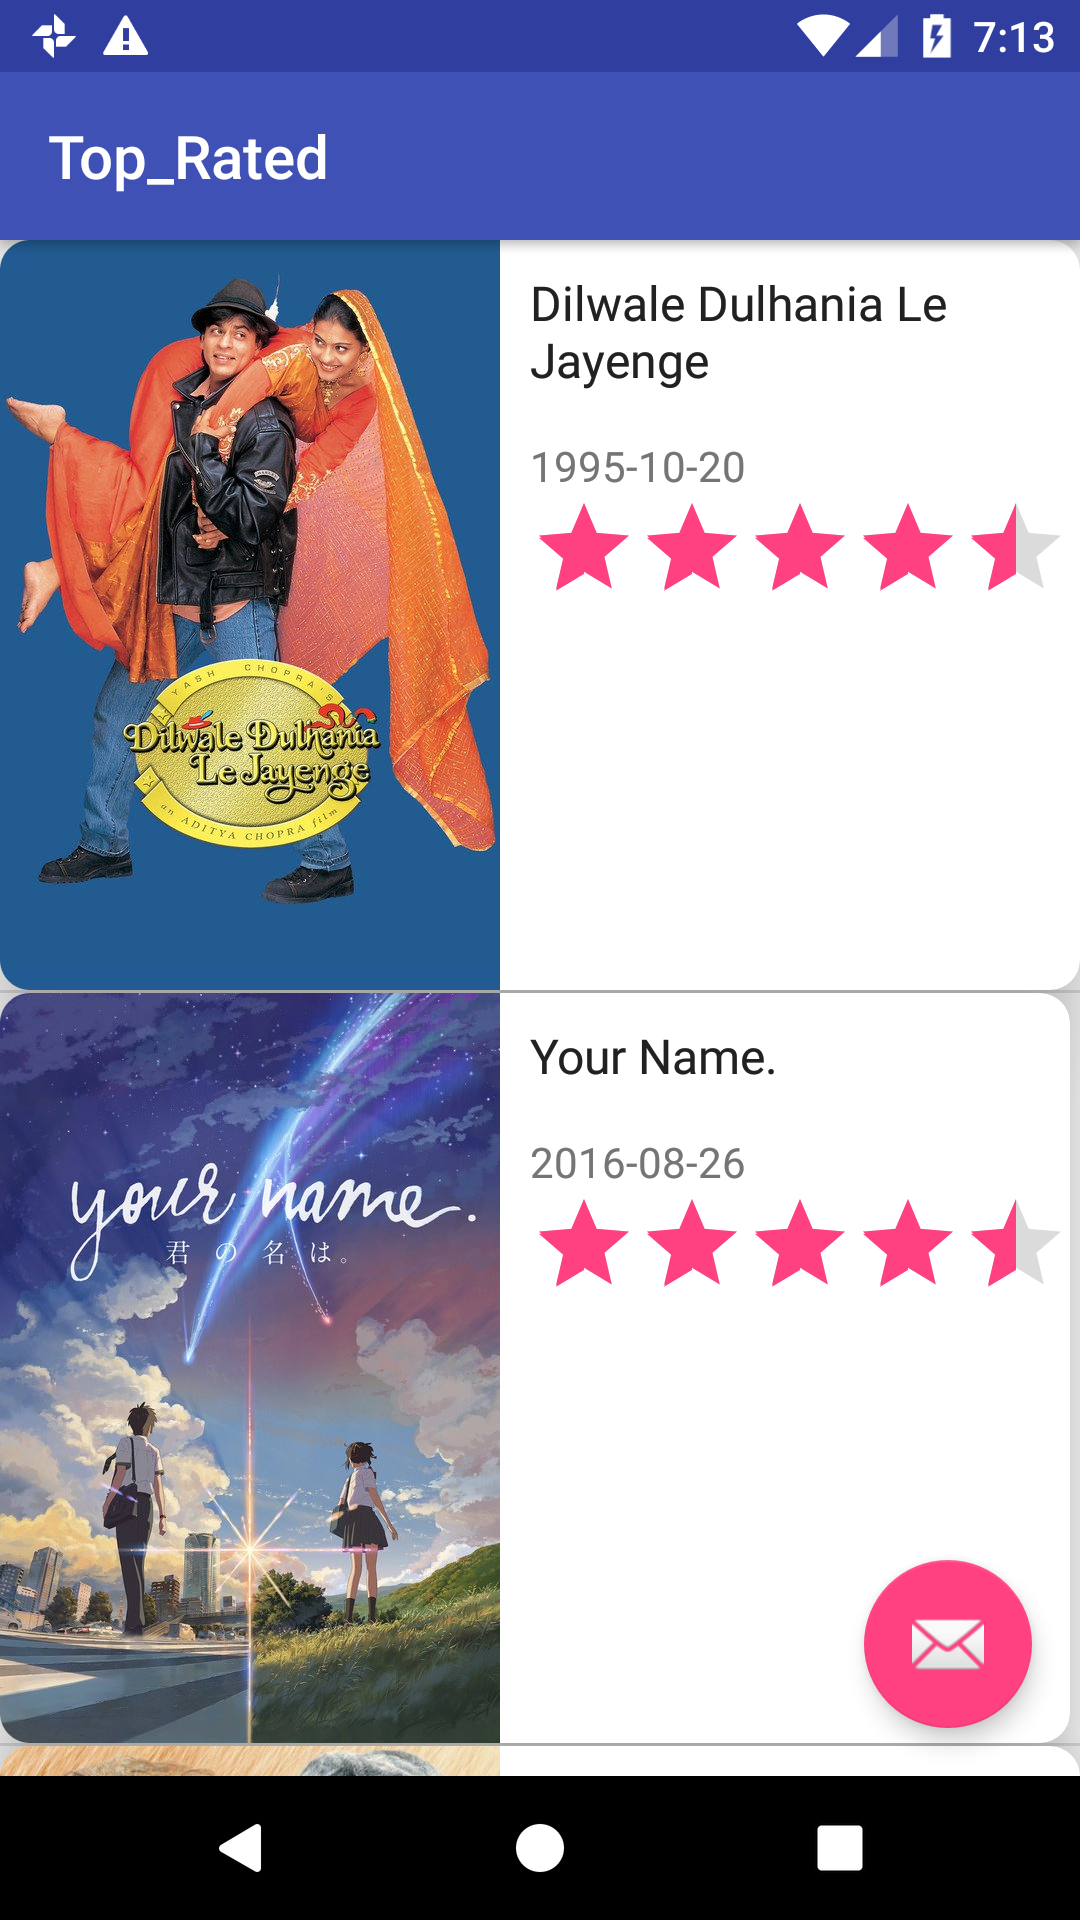 7:13
Top_Rated
Dilwale Dulhania Le
Jayenge
1995-10-20
YASH CHOPRA'S
Dilwale Dulhania
Le Jayenge
an ADITYA CHOPRA film
Your Name.
2016-08-26
your name.
君の名は。